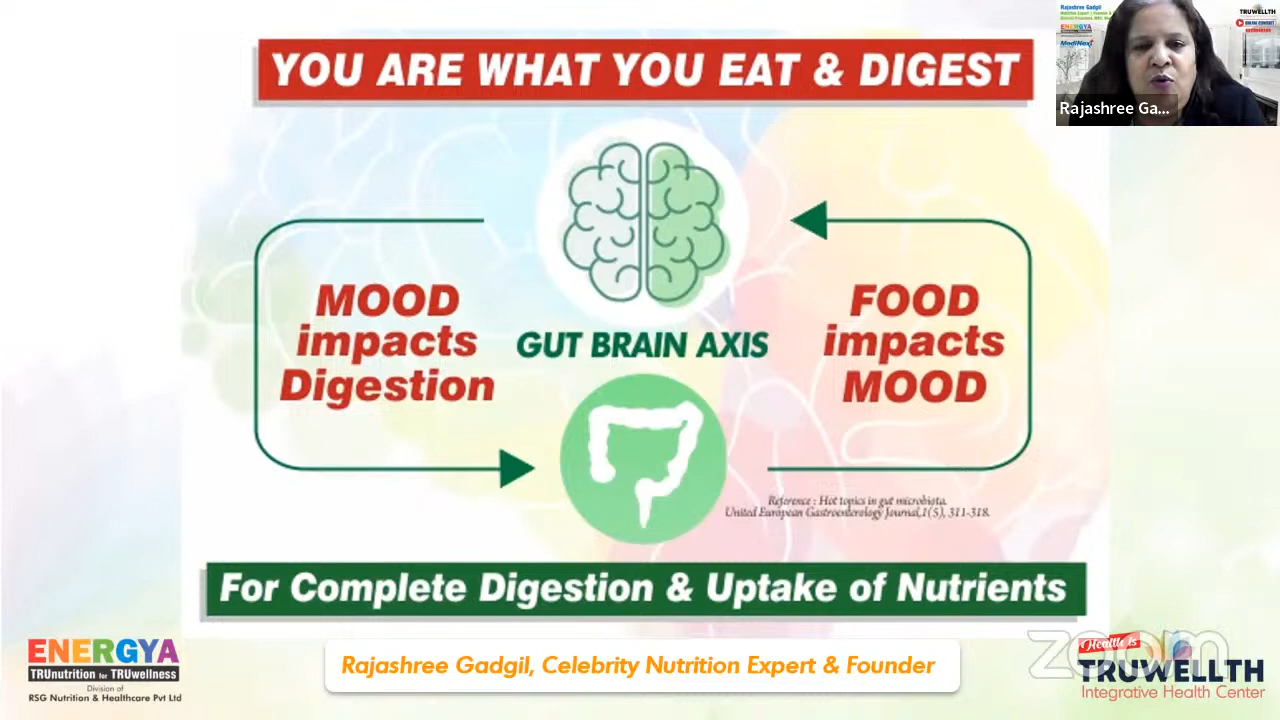 YOU ARE WHAT YOU EAT & DIGEST
Rajashree Gadgil
TRUWELLTH
ENERGYA
MediNext
Rajashree Ga...
MOOD
impacts
Digestion
GUT BRAIN AXIS
FOOD
impacts
MOOD
Reference : Hot topics in gut microbiota.
United European Gastroenterology Journal,1(5), 311-318.
For Complete Digestion & Uptake of Nutrients
ENERGYA
TRUnutrition for TRUwellness
Division of
RSG Nutrition & Healthcare Pvt Ltd
Rajashree Gadgil, Celebrity Nutrition Expert & Founder
zoom
Health is
TRUWELLTH
Integrative Health Center